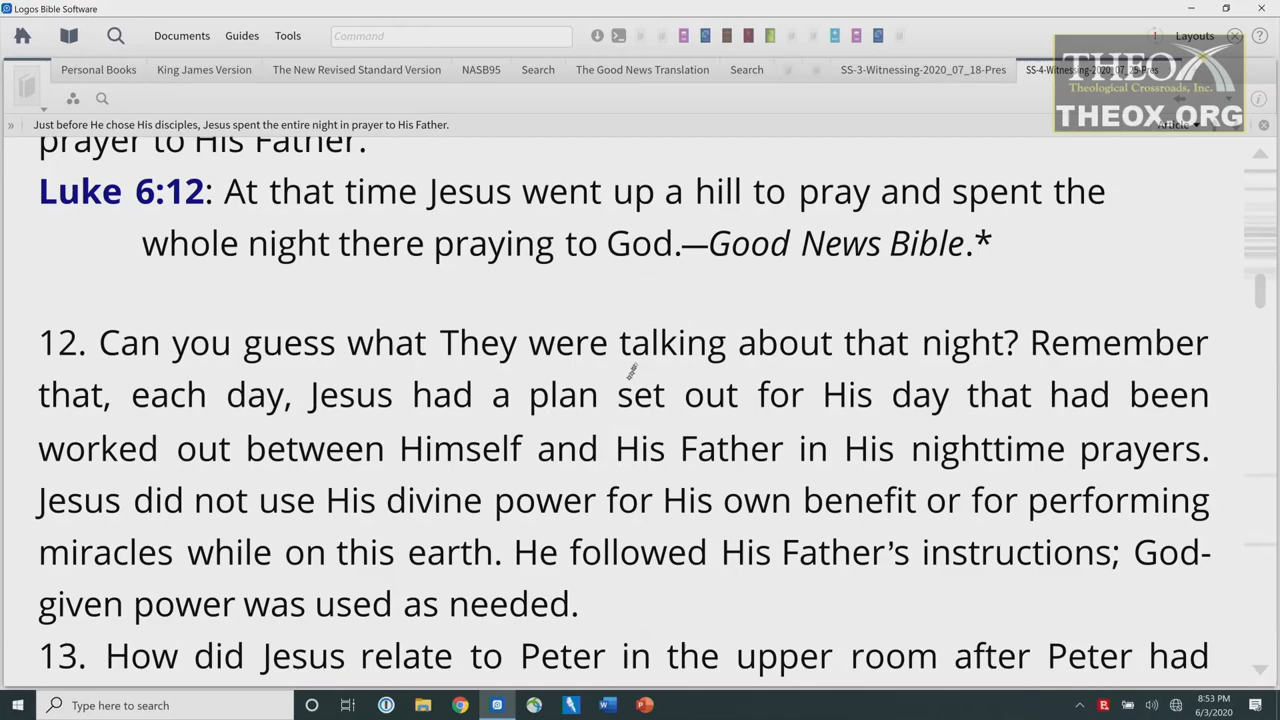 Logos Bible Software
Documents Guides Tools Command Layouts
Personal Books King James Version The New Revised NASB95 Search The Good News Translation Search SS-3-Witnessing-2020_07_18-Pres SS-4-Witnessing-2020_07_25-Pres
THEOX
Theological Crossroads, Inc.
THEOX.ORG
» Just before He chose His disciples, Jesus spent the entire night in prayer to His Father. Article
prayer to His Father.
Luke 6:12: At that time Jesus went up a hill to pray and spent the
whole night there praying to God.—Good News Bible.*
12. Can you guess what They were talking about that night? Remember
that, each day, Jesus had a plan set out for His day that had been
worked out between Himself and His Father in His nighttime prayers.
Jesus did not use His divine power for His own benefit or for performing
miracles while on this earth. He followed His Father’s instructions; God-
given power was used as needed.
13. How did Jesus relate to Peter in the upper room after Peter had
Type here to search
8:53 PM
6/3/2020